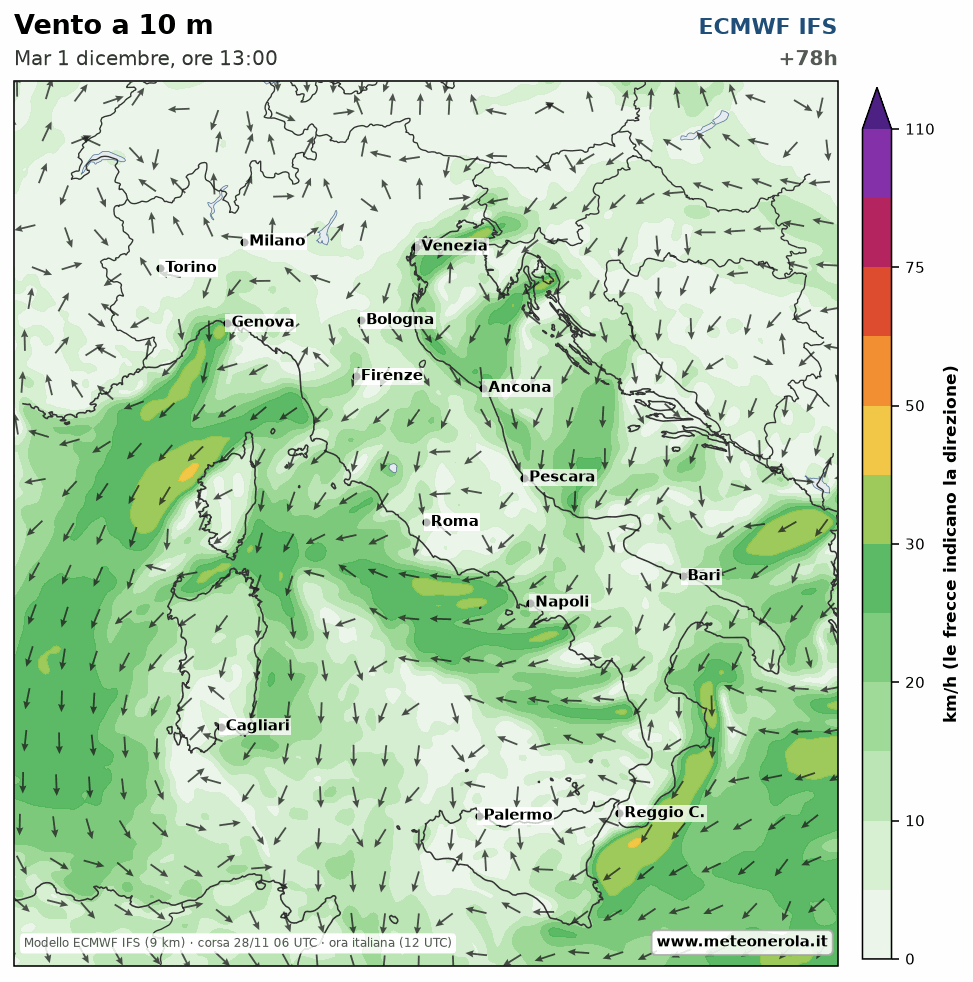 Vento a 10 m
ECMWF IFS
Mar 1 dicembre, ore 13:00
+78h
110
75
50
30
20
10
0
km/h (le frecce indicano la direzione)
Milano
Venezia
Torino
Genova
Bologna
Firenze
Ancona
Pescara
Roma
Bari
Napoli
Cagliari
Palermo
Reggio C.
Modello ECMWF IFS (9 km) · corsa 28/11 06 UTC · ora italiana (12 UTC)
www.meteonerola.it